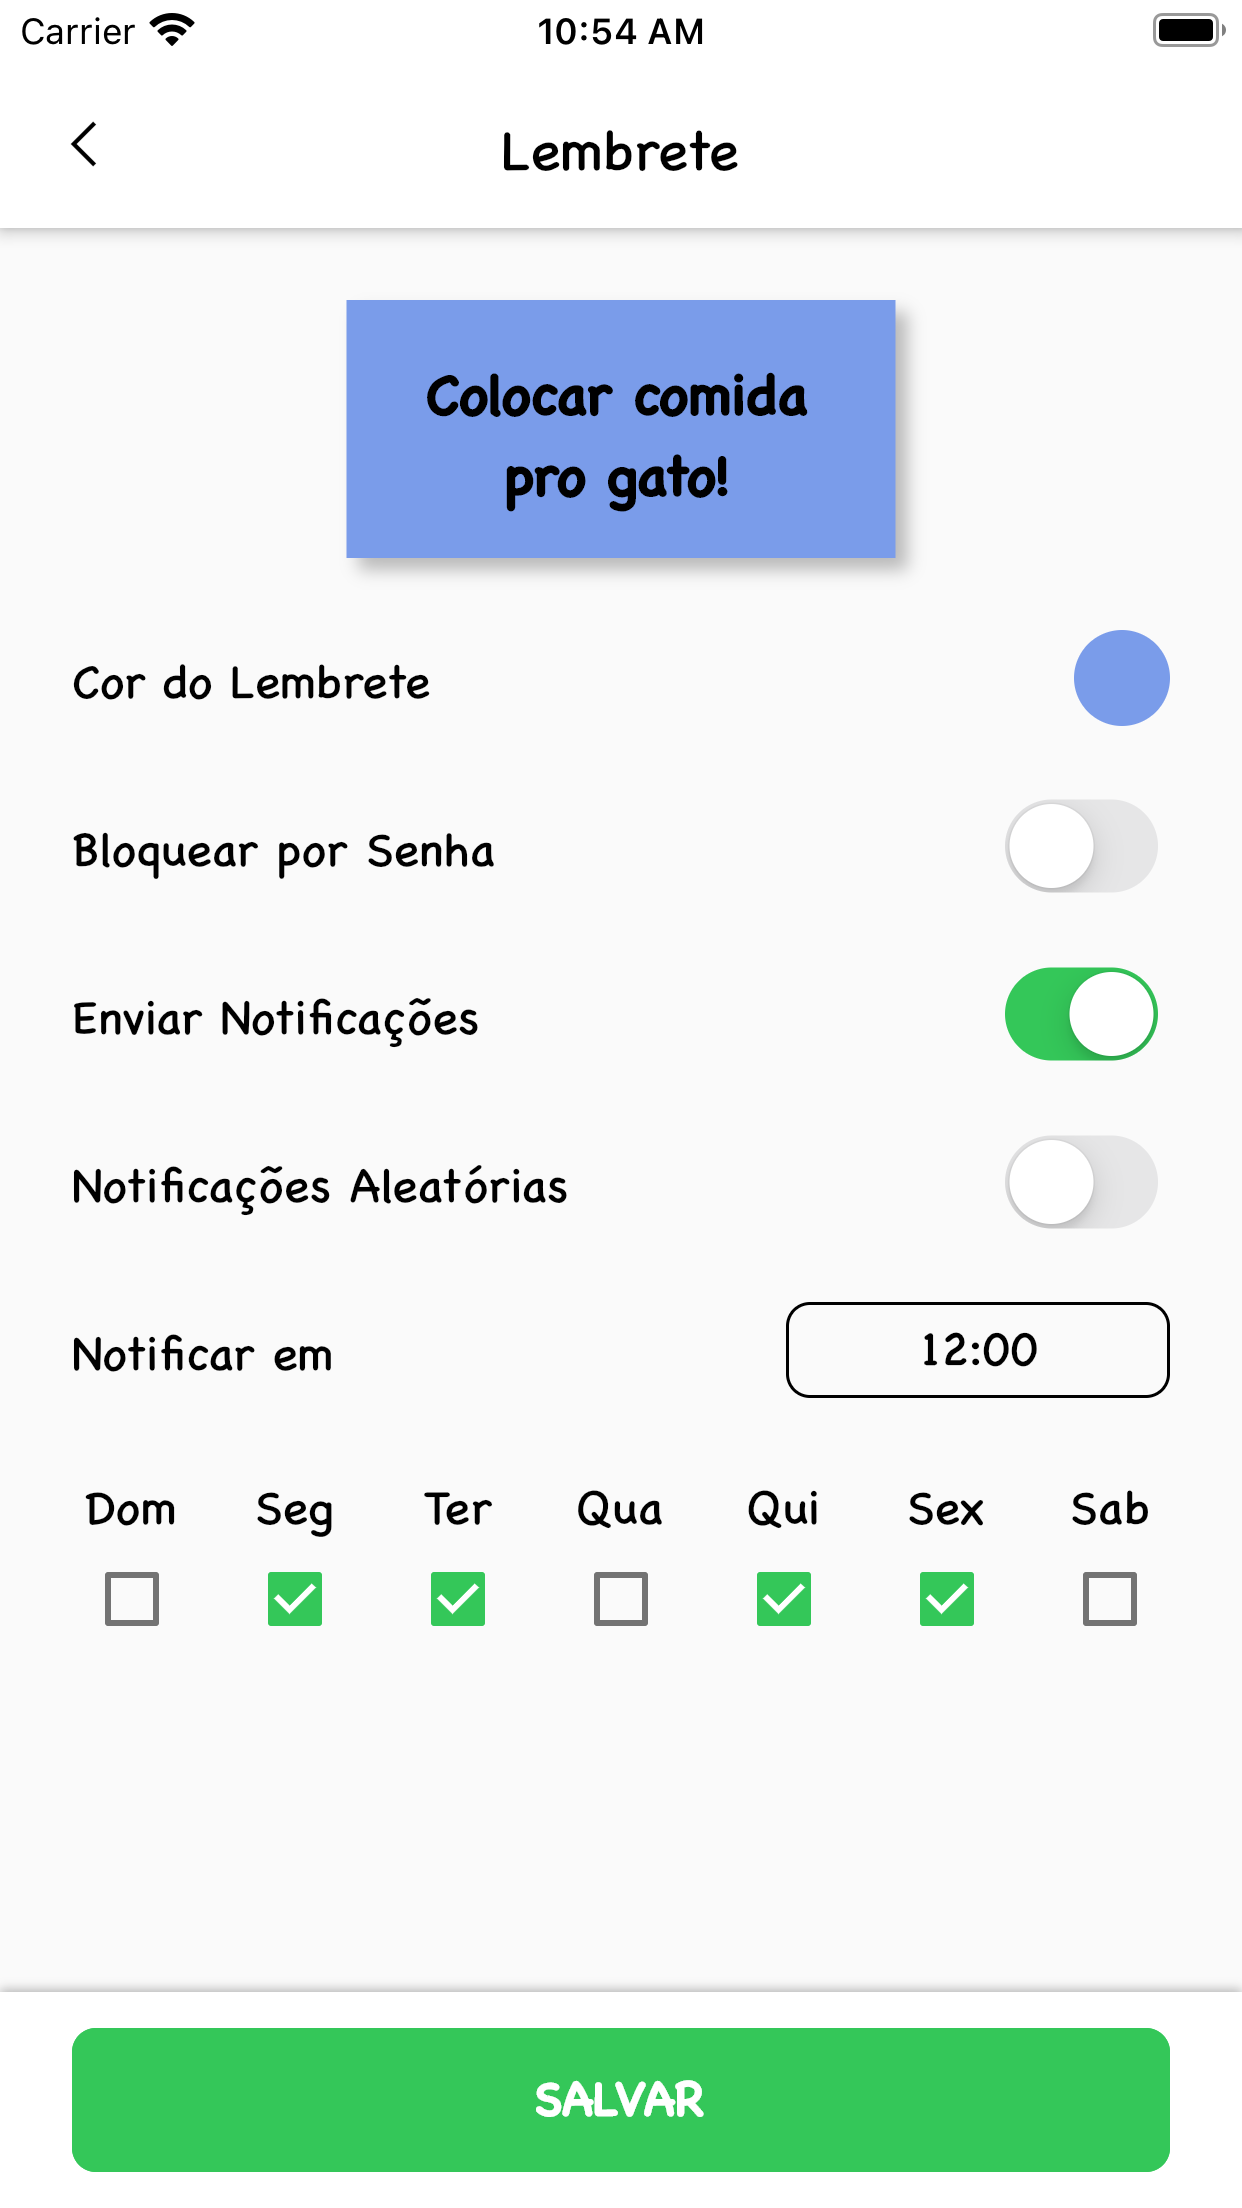 Carrier 10:54 AM
Lembrete
Colocar comida
pro gato!
Cor do Lembrete
Bloquear por Senha
Enviar Notificações
Notificações Aleatórias
Notificar em 12:00
Dom Seg Ter Qua Qui Sex Sab
SALVAR